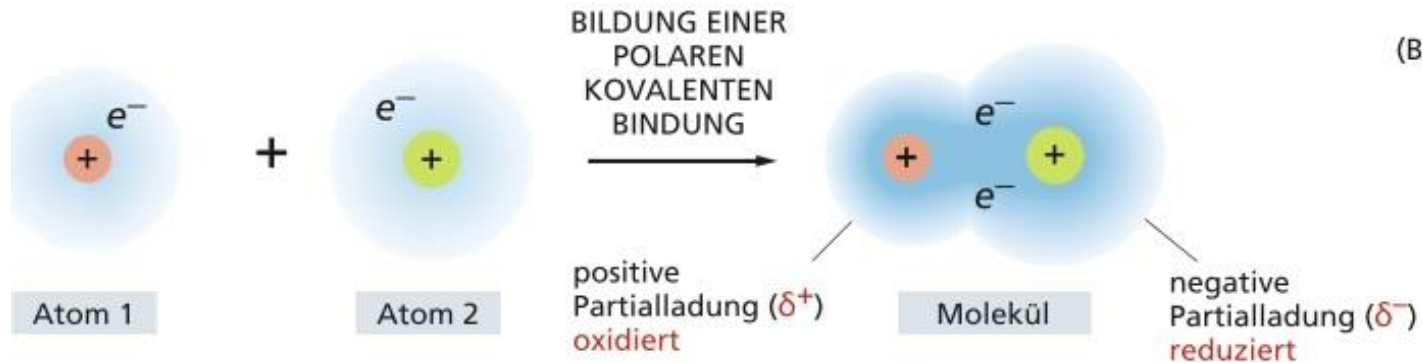 BILDUNG EINER
POLAREN
KOVALENTEN
BINDUNG
(B
e⁻
+
+
e⁻
+
e⁻
+
e⁻
+
positive
Partialladung (δ⁺)
oxidiert
negative
Partialladung (δ⁻)
reduziert
Atom 1
Atom 2
Molekül